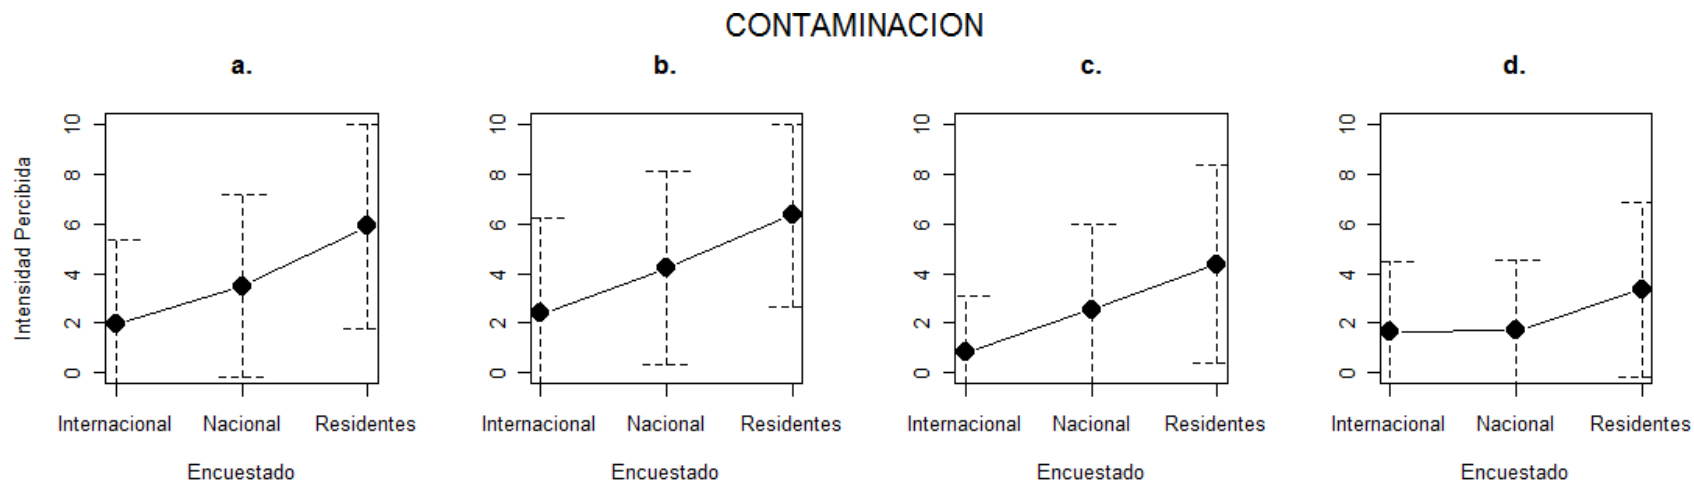 CONTAMINACION
a. b. c. d.
Intensidad Percibida
10 10 10 10
8 8 8 8
6 6 6 6
4 4 4 4
2 2 2 2
0 0 0 0
Internacional Nacional Residentes Internacional Nacional Residentes Internacional Nacional Residentes Internacional Nacional Residentes
Encuestado Encuestado Encuestado Encuestado